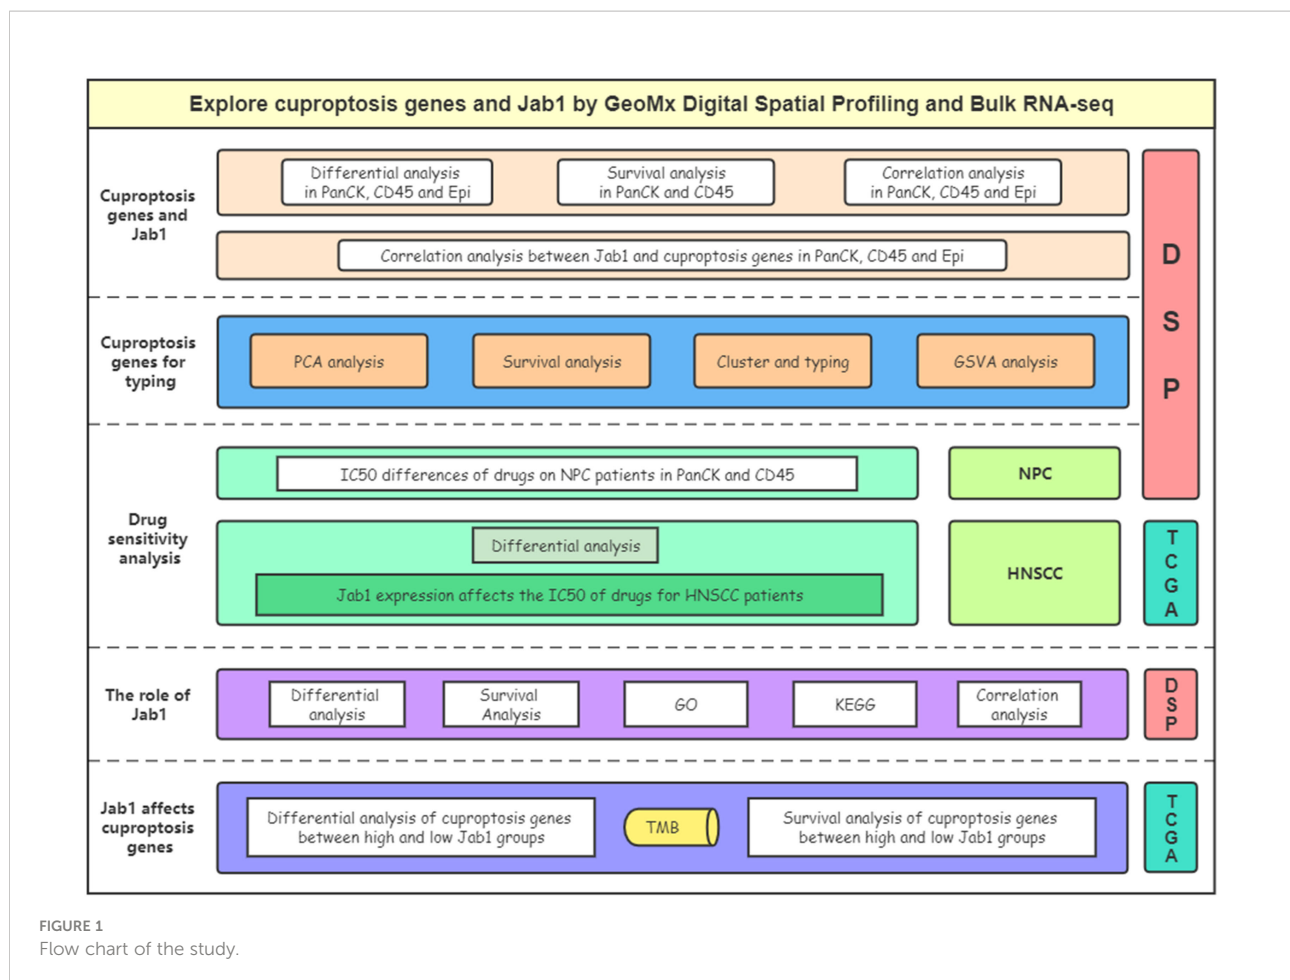 Explore cuproptosis genes and Jab1 by GeoMx Digital Spatial Profiling and Bulk RNA-seq
Cuproptosis
genes and
Jab1
Differential analysis
in PanCK, CD45 and Epi
Survival analysis
in PanCK and CD45
Correlation analysis
in PanCK, CD45 and Epi
Correlation analysis between Jab1 and cuproptosis genes in PanCK, CD45 and Epi
D
S
P
Cuproptosis
genes for
typing
PCA analysis
Survival analysis
Cluster and typing
GSVA analysis
Drug
sensitivity
analysis
IC50 differences of drugs on NPC patients in PanCK and CD45
NPC
Differential analysis
Jab1 expression affects the IC50 of drugs for HNSCC patients
HNSCC
T
C
G
A
The role of
Jab1
Differential
analysis
Survival
Analysis
GO
KEGG
Correlation
analysis
D
S
P
Jab1 affects
cuproptosis
genes
Differential analysis of cuproptosis genes
between high and low Jab1 groups
TMB
Survival analysis of cuproptosis genes
between high and low Jab1 groups
T
C
G
A
FIGURE 1
Flow chart of the study.